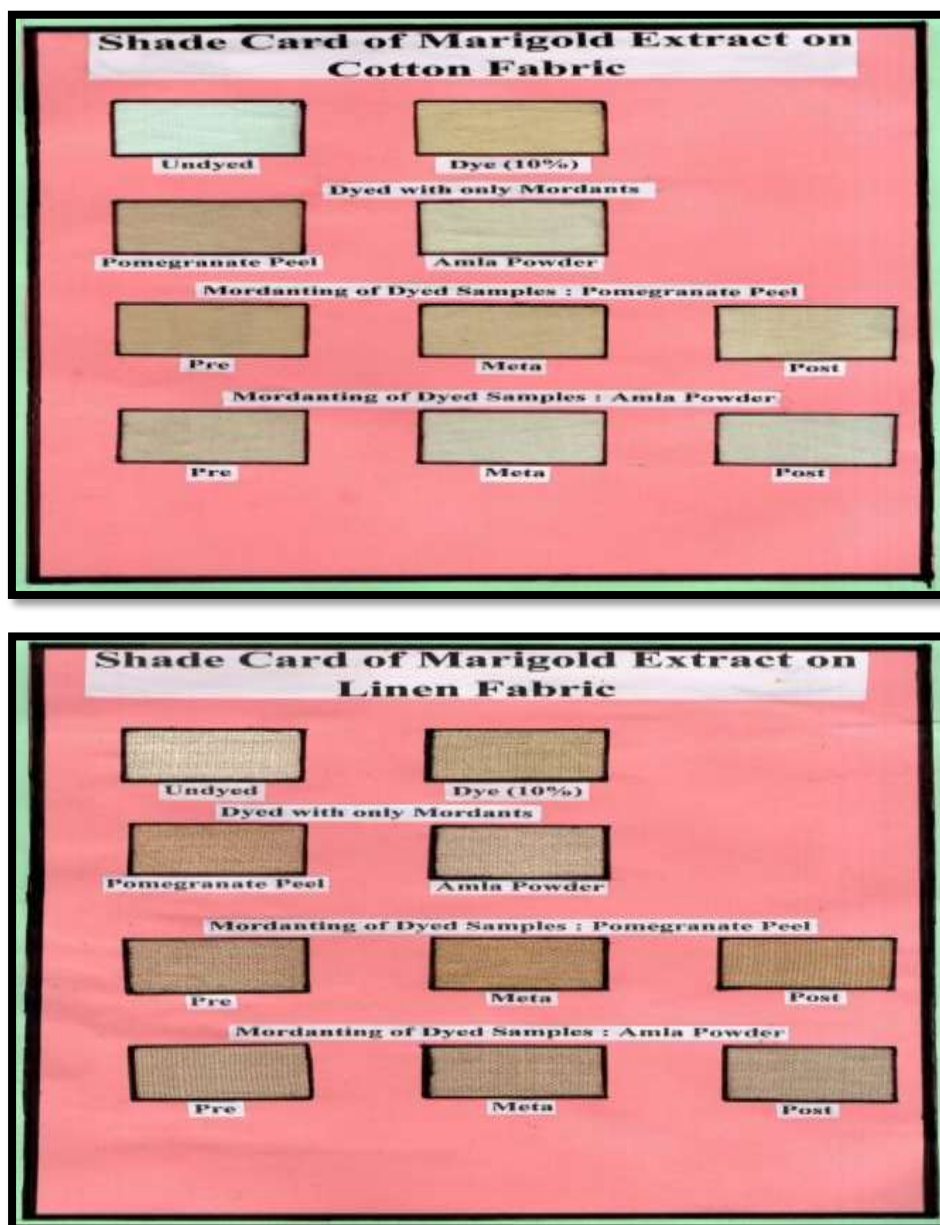 Shade Card of Marigold Extract on
Cotton Fabric
Undyed Dye (10%)
Dyed with only Mordants
Pomegranate Peel Amla Powder
Mordanting of Dyed Samples : Pomegranate Peel
Pre Meta Post
Mordanting of Dyed Samples : Amla Powder
Pre Meta Post
Shade Card of Marigold Extract on
Linen Fabric
Undyed Dye (10%)
Dyed with only Mordants
Pomegranate Peel Amla Powder
Mordanting of Dyed Samples : Pomegranate Peel
Pre Meta Post
Mordanting of Dyed Samples : Amla Powder
Pre Meta Post